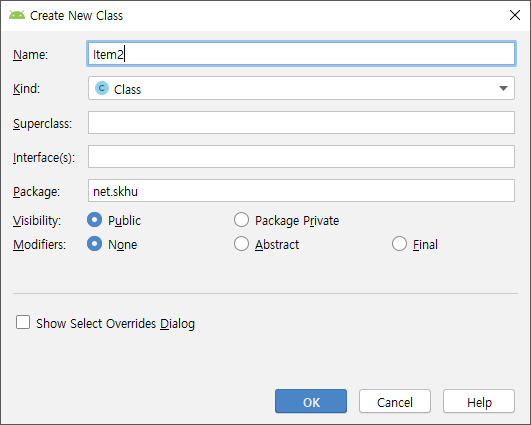 Create New Class
Name: Item2
Kind: C Class
Superclass:
Interface(s):
Package: net.skhu
Visibility: Public Package Private
Modifiers: None Abstract Final
Show Select Overrides Dialog
OK Cancel Help